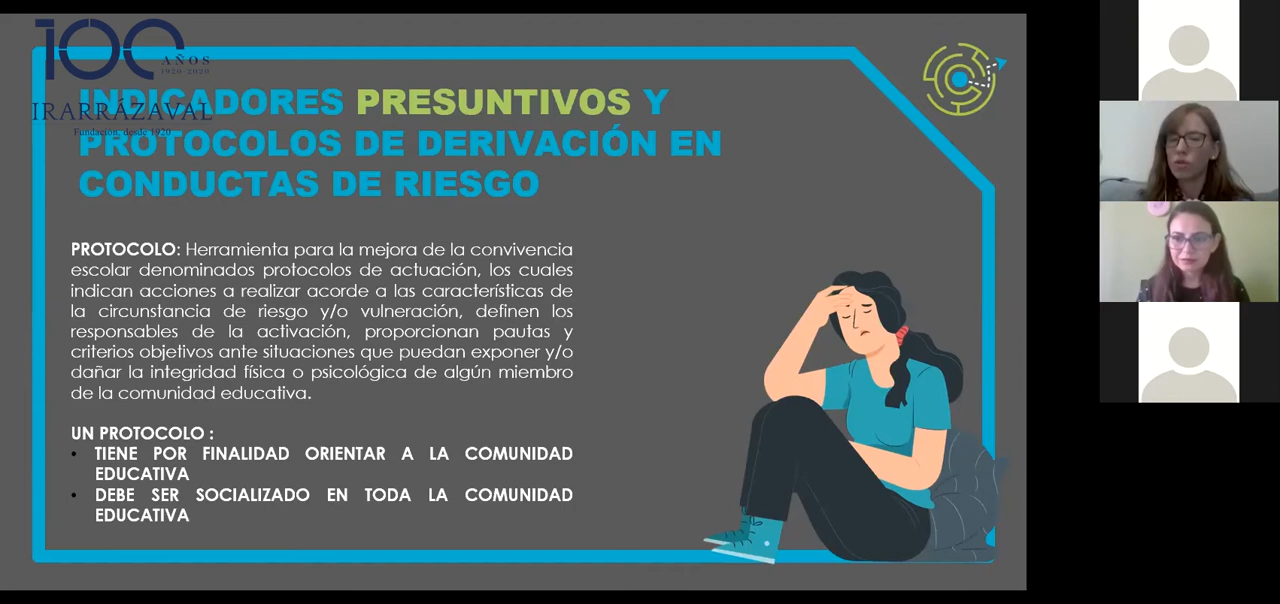 100
AÑOS
1920-2020
IRARRÁZAVAL
Fundación, desde 1920
INDICADORES PRESUNTIVOS Y
PROTOCOLOS DE DERIVACIÓN EN
CONDUCTAS DE RIESGO
PROTOCOLO: Herramienta para la mejora de la convivencia
escolar denominados protocolos de actuación, los cuales
indican acciones a realizar acorde a las características de
la circunstancia de riesgo y/o vulneración, definen los
responsables de la activación, proporcionan pautas y
criterios objetivos ante situaciones que puedan exponer y/o
dañar la integridad física o psicológica de algún miembro
de la comunidad educativa.
UN PROTOCOLO :
• TIENE POR FINALIDAD ORIENTAR A LA COMUNIDAD
EDUCATIVA
• DEBE SER SOCIALIZADO EN TODA LA COMUNIDAD
EDUCATIVA